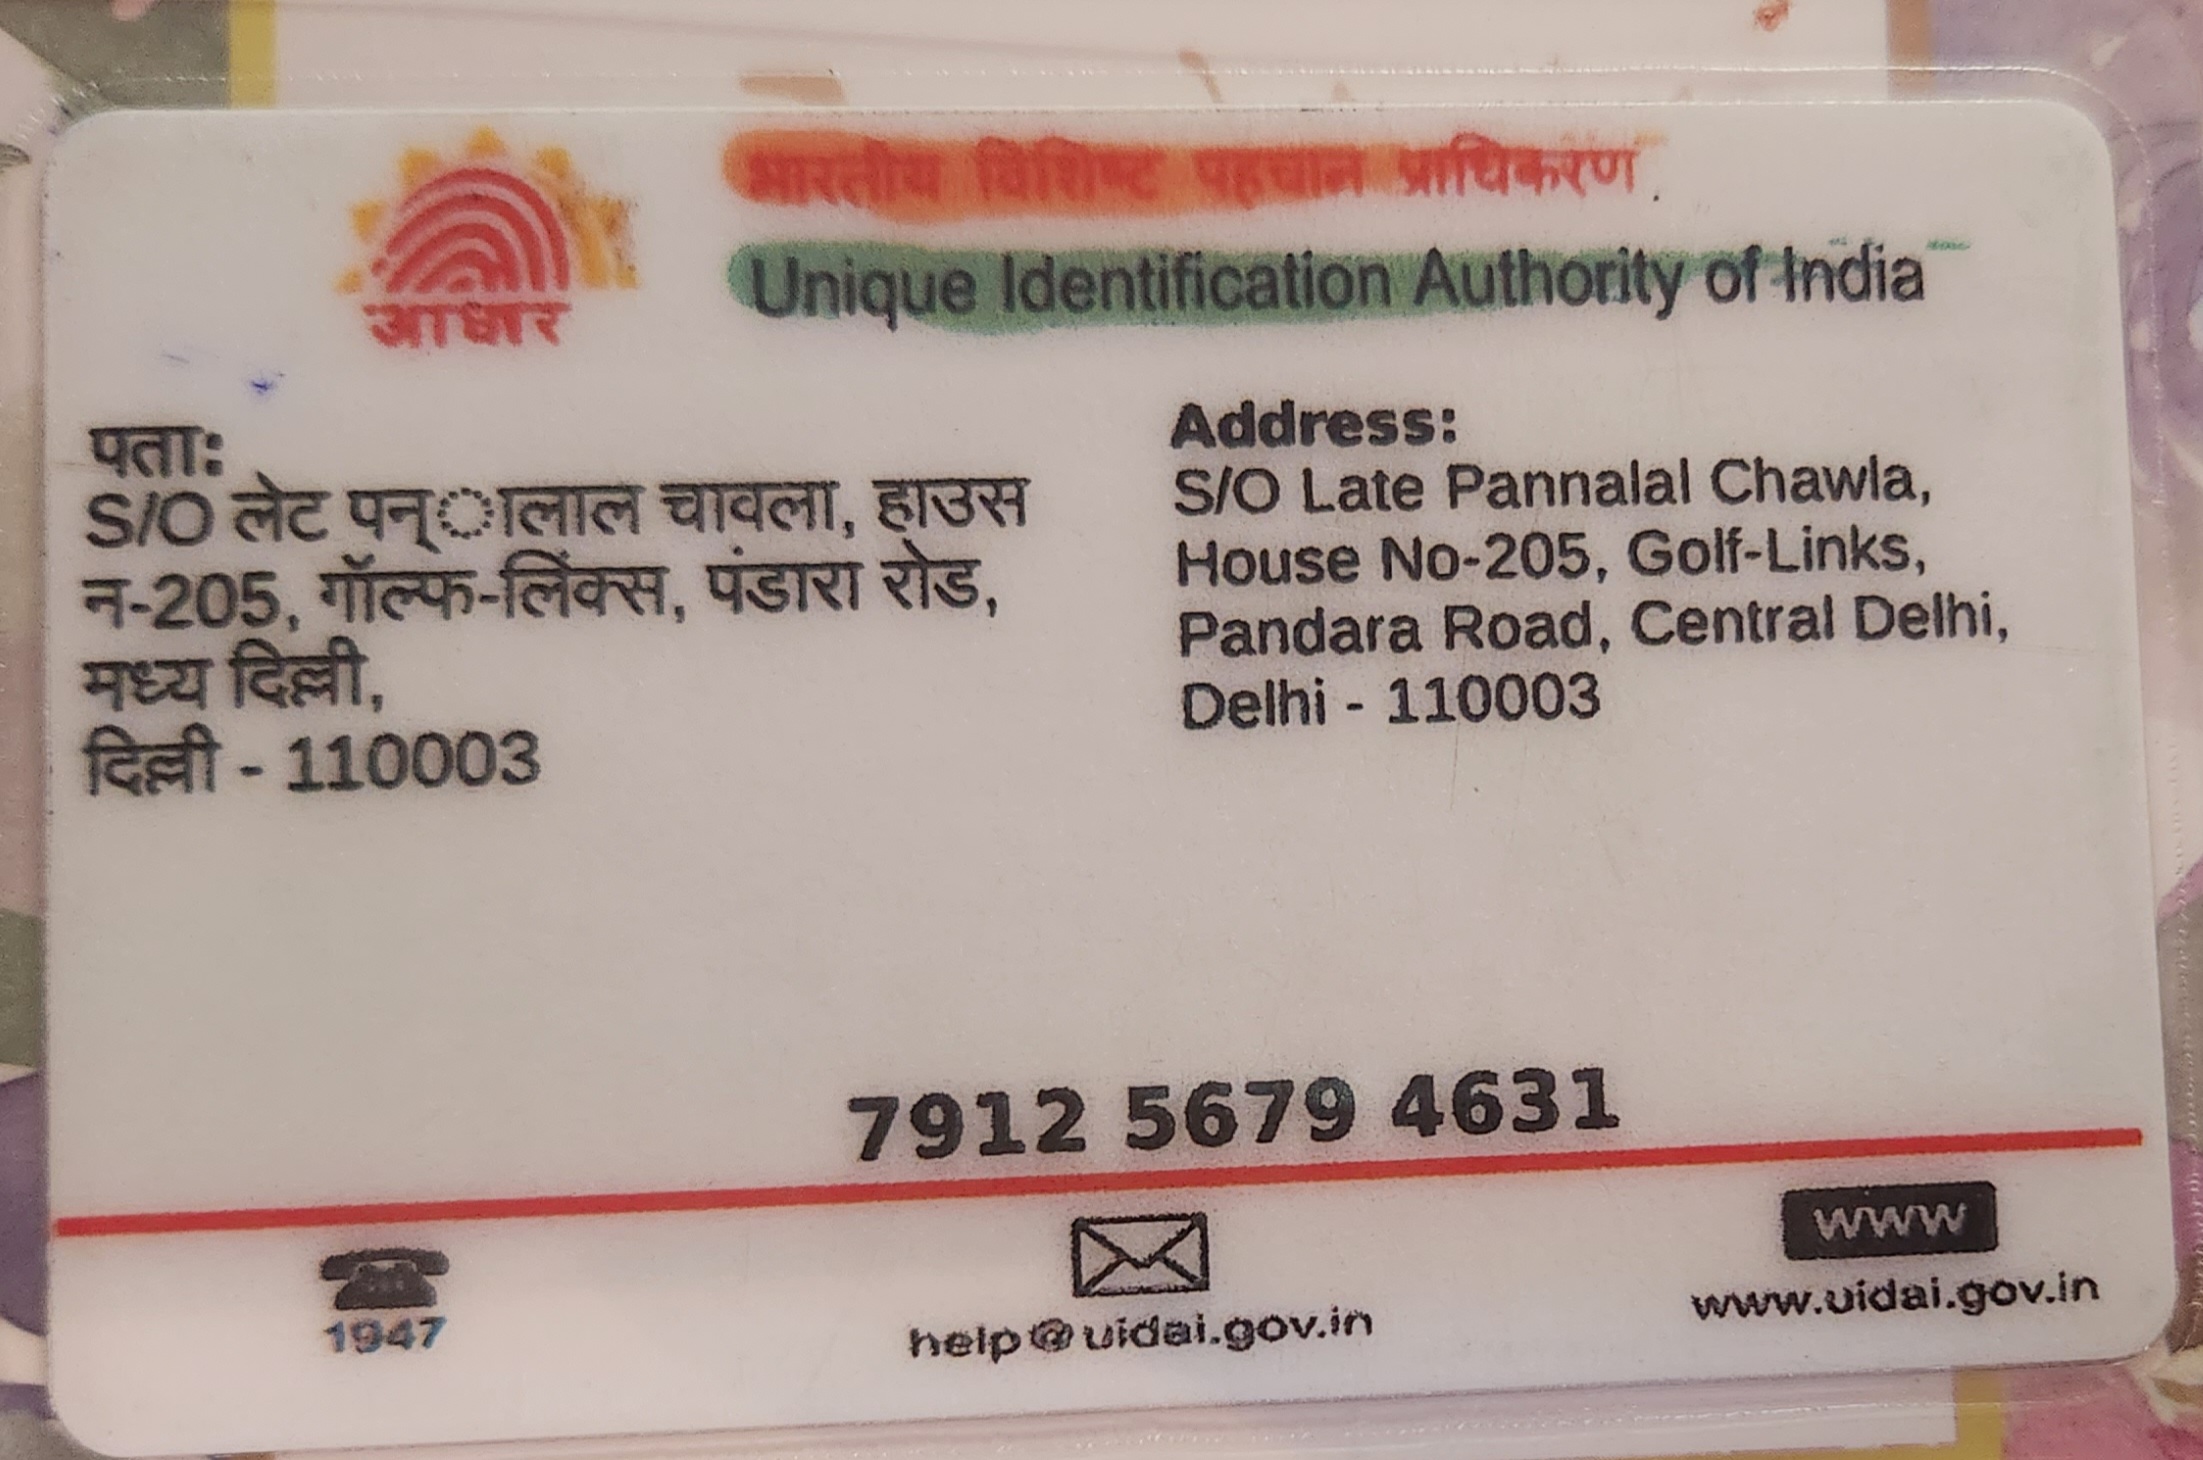 आधार
भारतीय विशिष्ट पहचान प्राधिकरण
Unique Identification Authority of India
पता:
S/O लेट पन्ालाल चावला, हाउस
न-205, गॉल्फ-लिंक्स, पंडारा रोड,
मध्य दिल्ली,
दिल्ली - 110003
Address:
S/O Late Pannalal Chawla,
House No-205, Golf-Links,
Pandara Road, Central Delhi,
Delhi - 110003
7912 5679 4631
1947
help@uidai.gov.in
www
www.uidai.gov.in